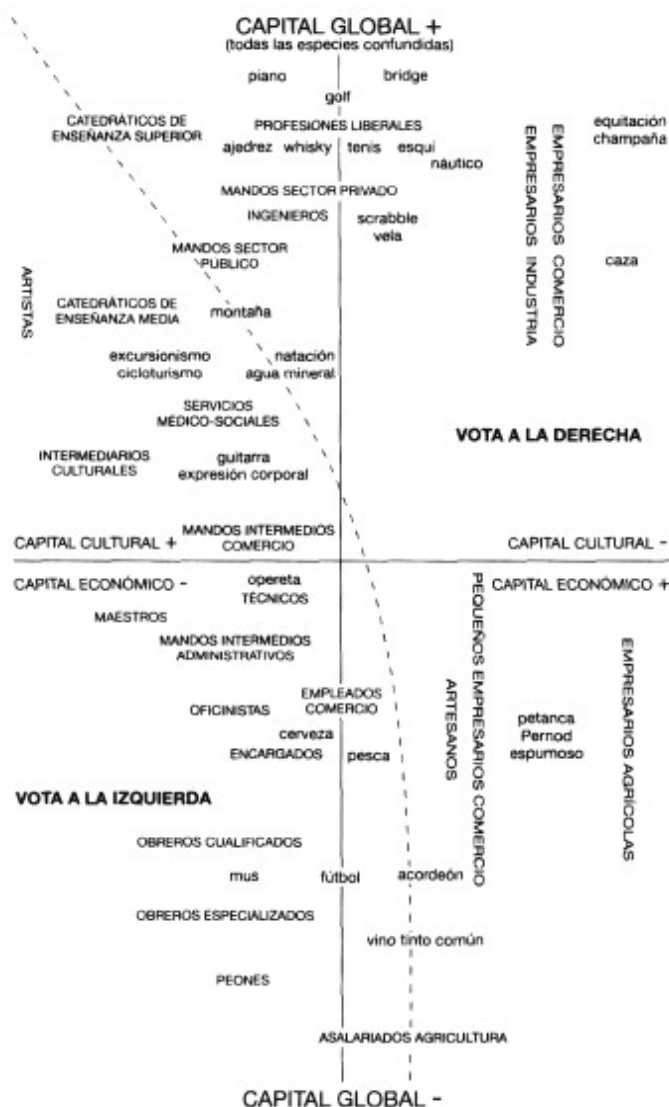 CAPITAL GLOBAL +
(todas las especies confundidas)
piano bridge
golf
CATEDRÁTICOS DE
ENSEÑANZA SUPERIOR
PROFESIONES LIBERALES
equitación
champaña
ajedrez whisky tenis esquí
náutico
MANDOS SECTOR PRIVADO
EMPRESARIOS COMERCIO
EMPRESARIOS INDUSTRIA
INGENIEROS
scrabble
vela
MANDOS SECTOR
PÚBLICO
caza
ARTISTAS
CATEDRÁTICOS DE
ENSEÑANZA MEDIA
montaña
excursionismo
cicloturismo
natación
agua mineral
SERVICIOS
MÉDICO-SOCIALES
VOTA A LA DERECHA
INTERMEDIARIOS
CULTURALES
guitarra
expresión corporal
MANDOS INTERMEDIOS
COMERCIO
CAPITAL CULTURAL + CAPITAL CULTURAL -
CAPITAL ECONÓMICO - CAPITAL ECONÓMICO +
opereta
TÉCNICOS
MAESTROS
MANDOS INTERMEDIOS
ADMINISTRATIVOS
PEQUEÑOS EMPRESARIOS COMERCIO
ARTESANOS
EMPRESARIOS AGRÍCOLAS
EMPLEADOS
COMERCIO
OFICINISTAS
petanca
Pernod
espumoso
cerveza
ENCARGADOS pesca
VOTA A LA IZQUIERDA
OBREROS CUALIFICADOS
mus fútbol acordeón
OBREROS ESPECIALIZADOS
vino tinto común
PEONES
ASALARIADOS AGRICULTURA
CAPITAL GLOBAL -